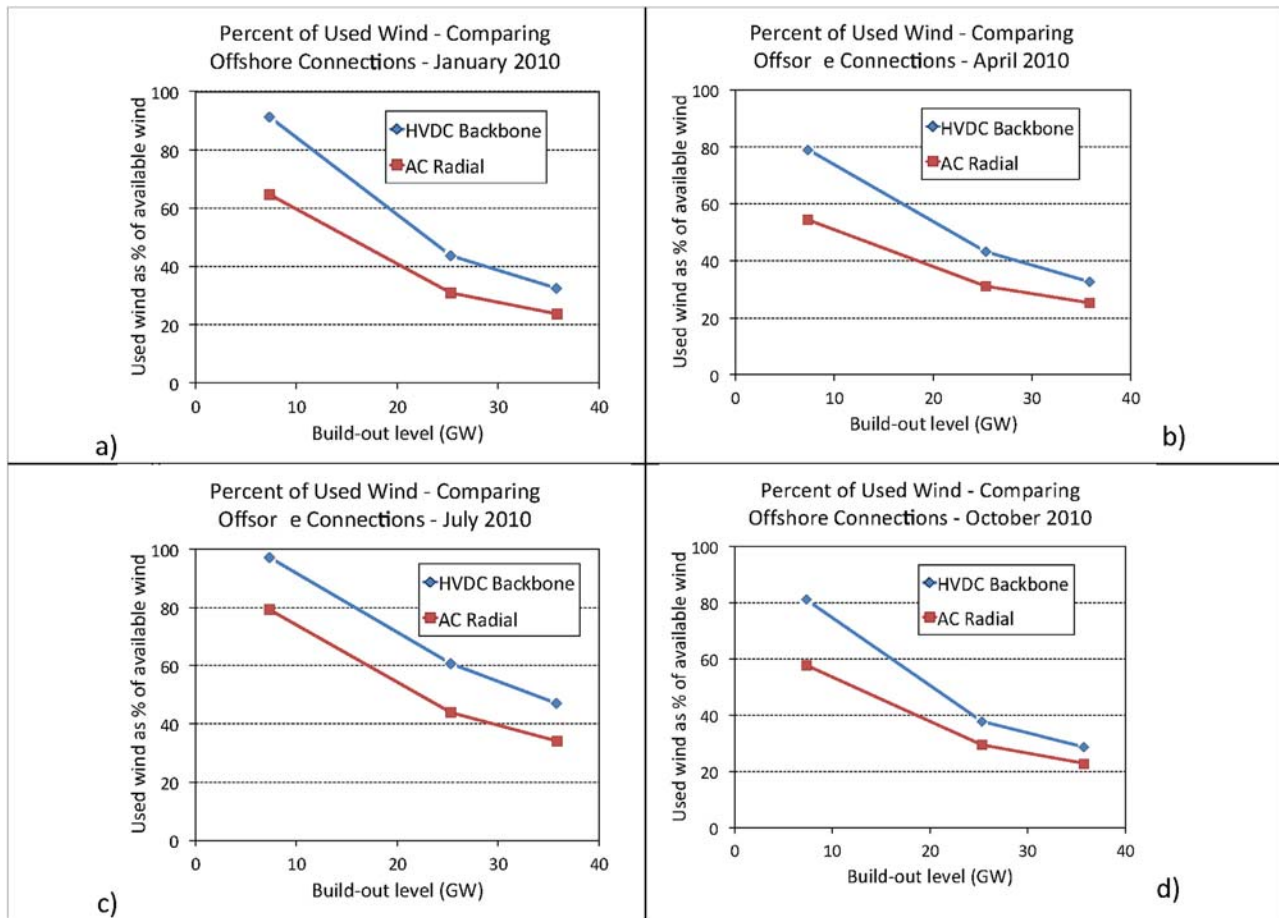 Percent of Used Wind - Comparing
Offshore Connections - January 2010
Used wind as % of available wind
100
80
60
40
20
0
HVDC Backbone
AC Radial
0 10 20 30 40
Build-out level (GW)
a)
Percent of Used Wind - Comparing
Offsor e Connections - April 2010
Used wind as % of available wind
100
80
60
40
20
0
HVDC Backbone
AC Radial
0 10 20 30 40
Build-out level (GW)
b)
Percent of Used Wind - Comparing
Offsor e Connections - July 2010
Used wind as % of available wind
100
80
60
40
20
0
HVDC Backbone
AC Radial
0 10 20 30 40
Build-out level (GW)
c)
Percent of Used Wind - Comparing
Offshore Connections - October 2010
Used wind as % of available wind
100
80
60
40
20
0
HVDC Backbone
AC Radial
0 10 20 30 40
Build-out level (GW)
d)